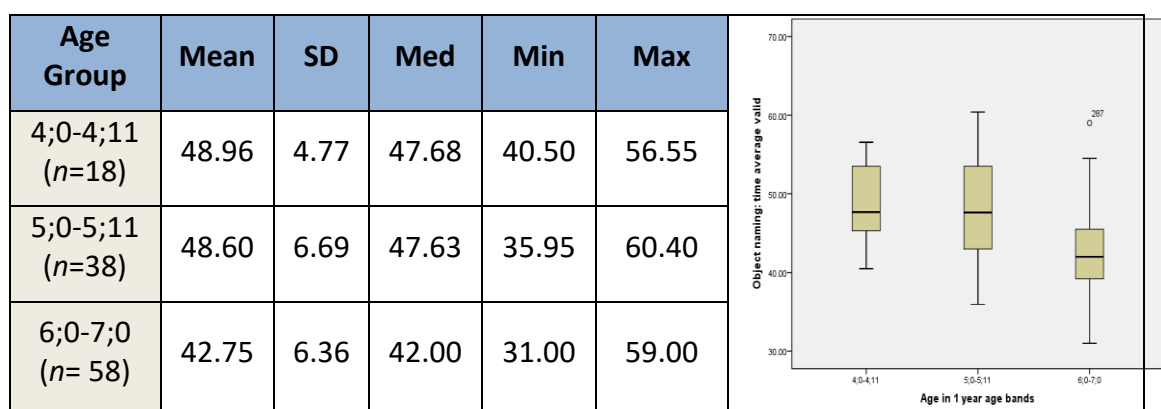 Age Group Mean SD Med Min Max
4;0-4;11 (n=18) 48.96 4.77 47.68 40.50 56.55
5;0-5;11 (n=38) 48.60 6.69 47.63 35.95 60.40
6;0-7;0 (n= 58) 42.75 6.36 42.00 31.00 59.00
Object naming: time average valid
70.00
60.00
50.00
40.00
30.00
287
4;0-4;11 5;0-5;11 6;0-7;0
Age in 1 year age bands